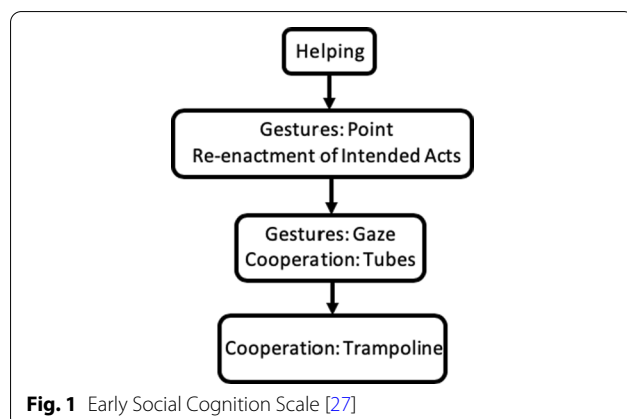 Helping
Gestures: Point
Re-enactment of Intended Acts
Gestures: Gaze
Cooperation: Tubes
Cooperation: Trampoline
Fig. 1 Early Social Cognition Scale [27]